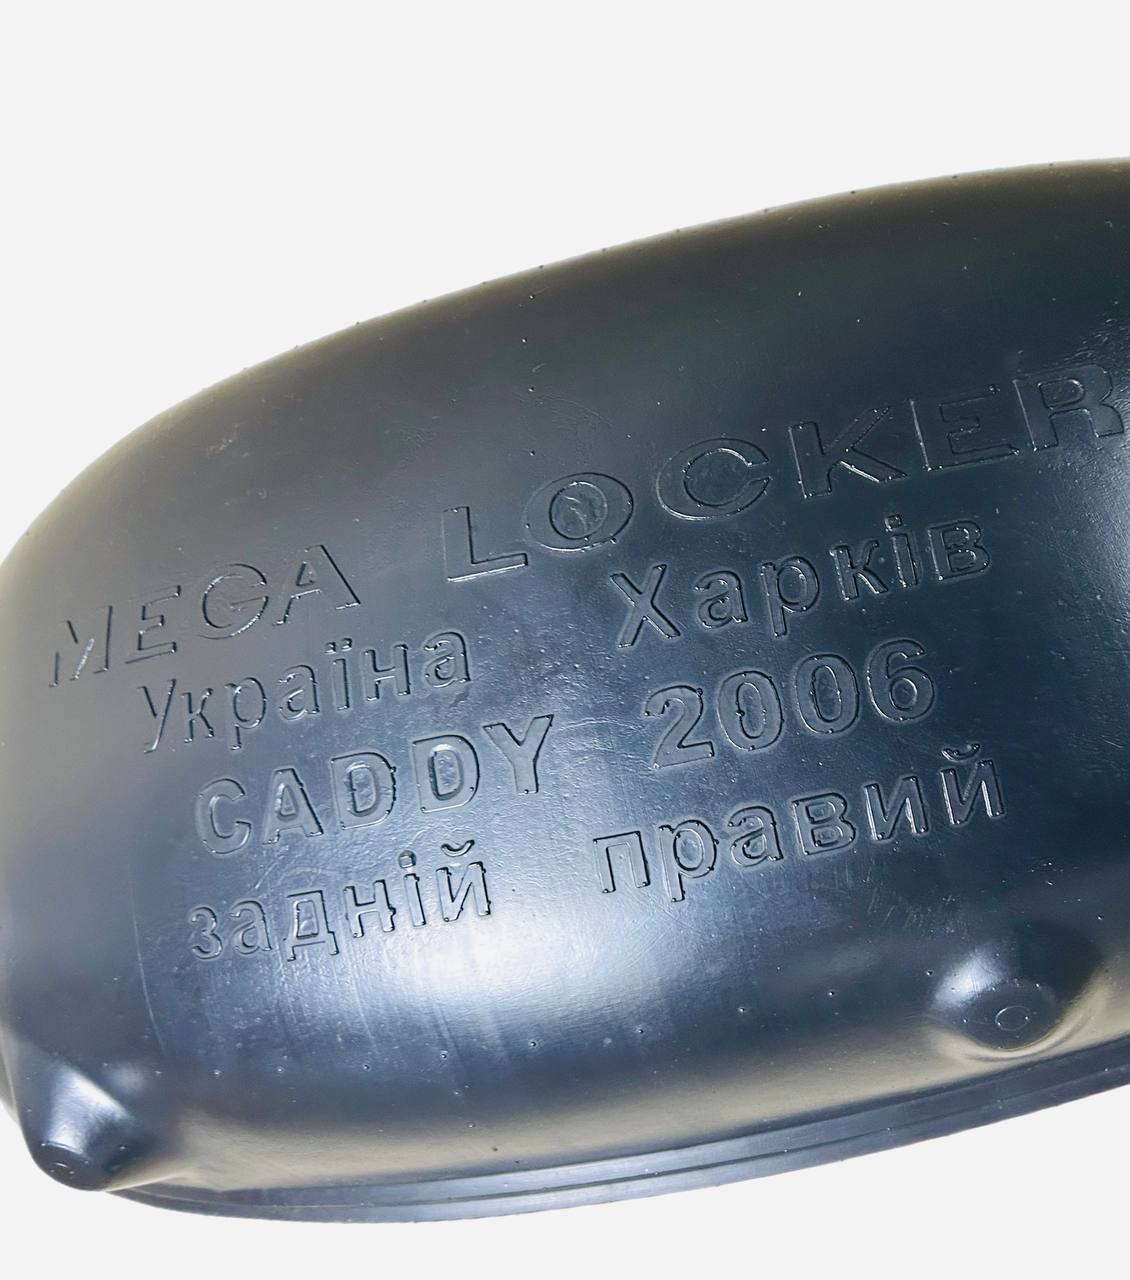 MEGA LOCKER
Україна Харків
CADDY 2006
задній правий